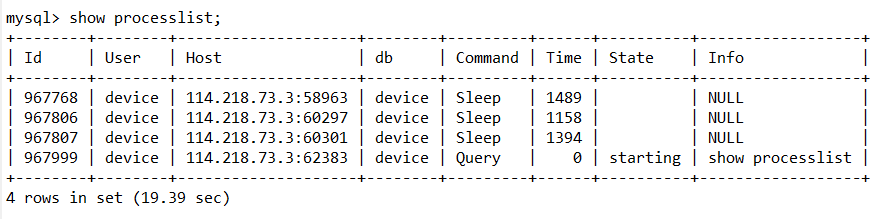 mysql> show processlist;
+--------+--------+--------------------+--------+---------+------+----------+------------------+
| Id     | User   | Host               | db     | Command | Time | State    | Info             |
+--------+--------+--------------------+--------+---------+------+----------+------------------+
| 967768 | device | 114.218.73.3:58963 | device | Sleep   | 1489 |          | NULL             |
| 967806 | device | 114.218.73.3:60297 | device | Sleep   | 1158 |          | NULL             |
| 967807 | device | 114.218.73.3:60301 | device | Sleep   | 1394 |          | NULL             |
| 967999 | device | 114.218.73.3:62383 | device | Query   |    0 | starting | show processlist |
+--------+--------+--------------------+--------+---------+------+----------+------------------+
4 rows in set (19.39 sec)